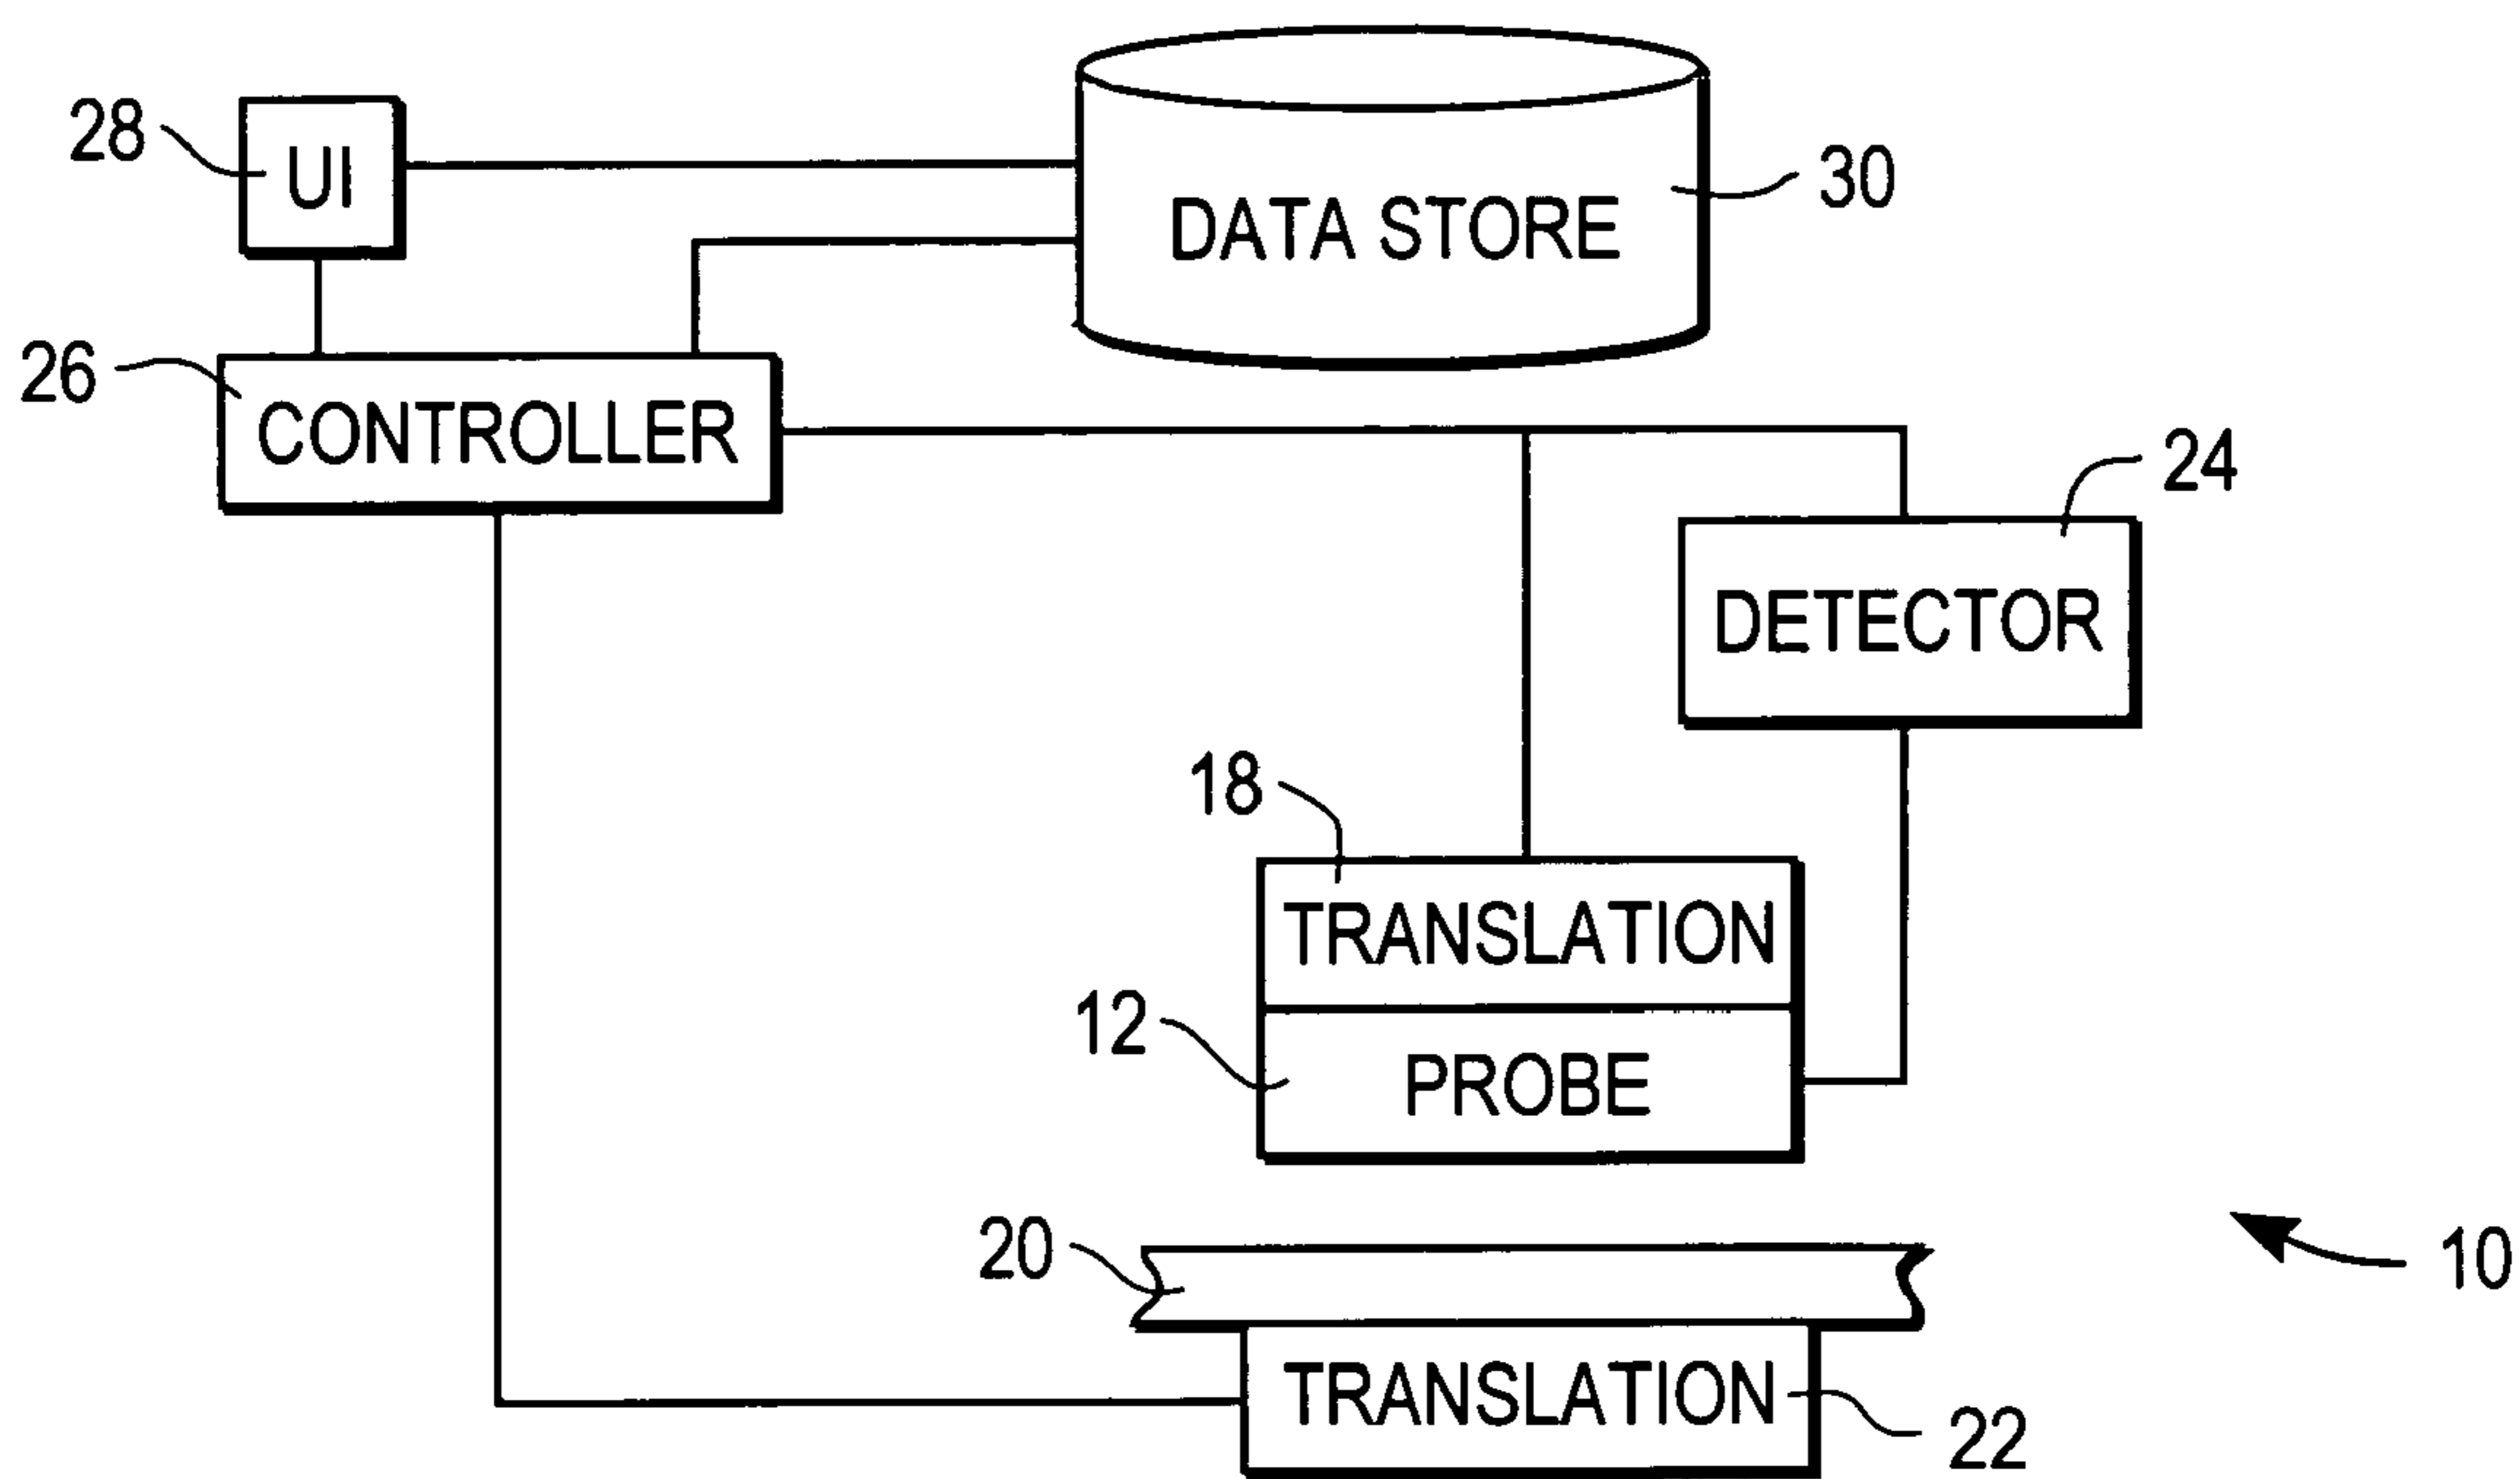 28
UI
DATA STORE
30
26
CONTROLLER
24
DETECTOR
18
TRANSLATION
12
PROBE
20
10
TRANSLATION
22